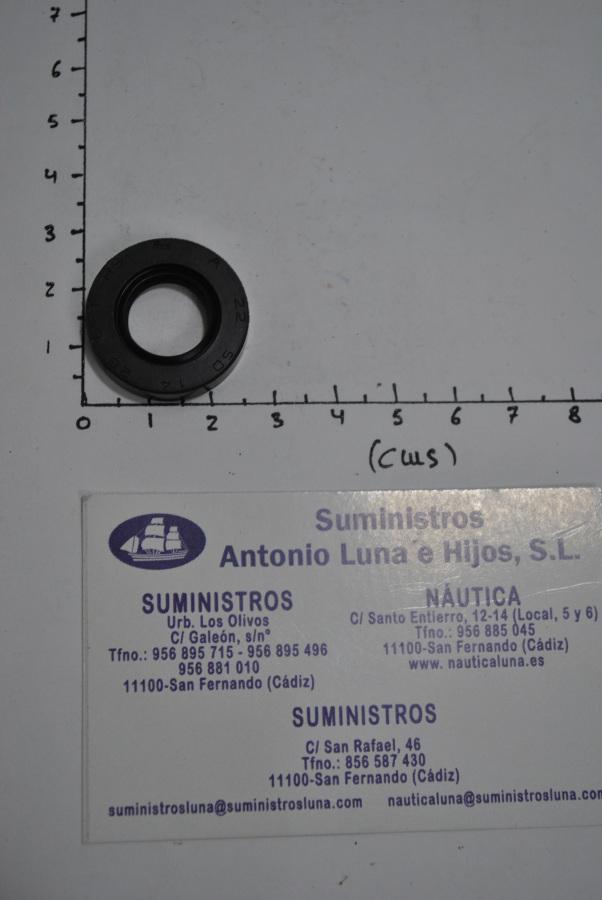 7
6
5
4
3
2
1
A 22 SD 14
0 1 2 3 4 5 6 7 8
(cms)
Suministros
Antonio Luna e Hijos, S.L.
SUMINISTROS
Urb. Los Olivos
C/ Galeón, s/nº
Tfno.: 956 895 715 - 956 895 496
956 881 010
11100-San Fernando (Cádiz)
NÁUTICA
C/ Santo Entierro, 12-14 (Local, 5 y 6)
Tfno.: 956 885 045
11100-San Fernando (Cádiz)
www. nauticaluna.es
SUMINISTROS
C/ San Rafael, 46
Tfno.: 856 587 430
11100-San Fernando (Cádiz)
suministrosluna@suministrosluna.com nauticaluna@suministrosluna.com